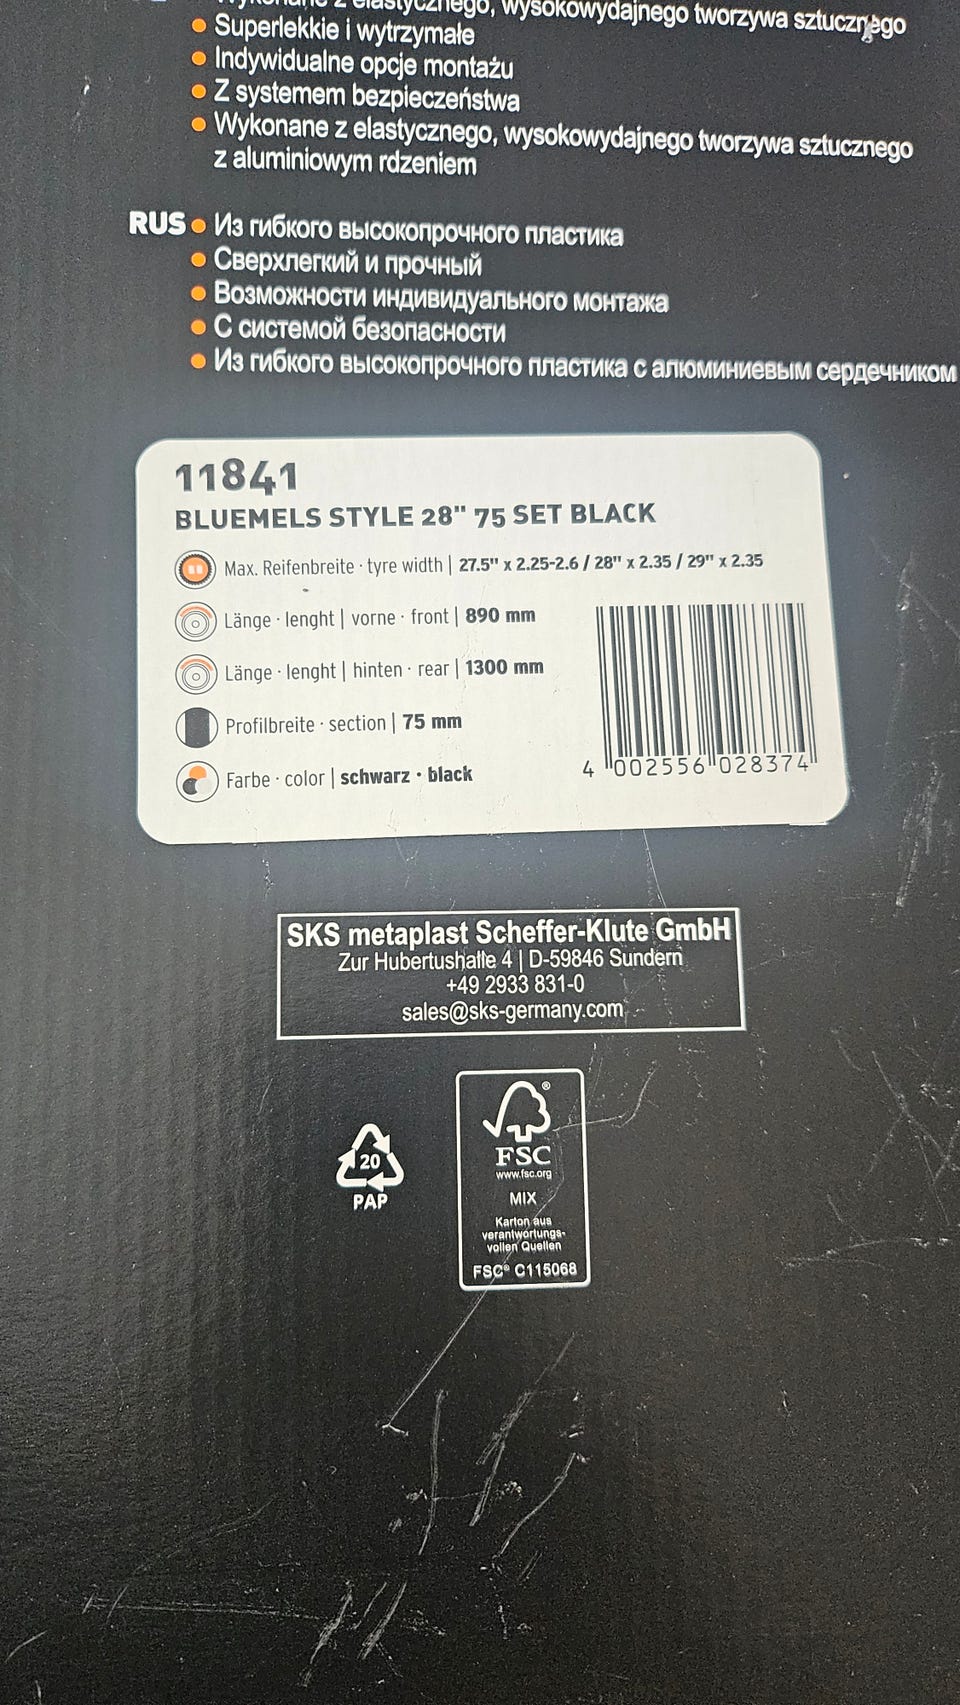 Wykonane z elastycznego, wysokowydajnego tworzywa sztucznego
• Superlekkie i wytrzymałe
• Indywidualne opcje montażu
• Z systemem bezpieczeństwa
• Wykonane z elastycznego, wysokowydajnego tworzywa sztucznego
z aluminiowym rdzeniem
RUS • Из гибкого высокопрочного пластика
• Сверхлегкий и прочный
• Возможности индивидуального монтажа
• С системой безопасности
• Из гибкого высокопрочного пластика с алюминиевым сердечником
11841
BLUEMELS STYLE 28" 75 SET BLACK
Max. Reifenbreite · tyre width | 27.5" x 2.25-2.6 / 28" x 2.35 / 29" x 2.35
Länge · lenght | vorne · front | 890 mm
Länge · lenght | hinten · rear | 1300 mm
Profilbreite · section | 75 mm
Farbe · color | schwarz · black
4 002556 028374
SKS metaplast Scheffer-Klute GmbH
Zur Hubertushalle 4 | D-59846 Sundern
+49 2933 831-0
sales@sks-germany.com
20
PAP
FSC
www.fsc.org
MIX
Karton aus
verantwortungs-
vollen Quellen
FSC® C115068